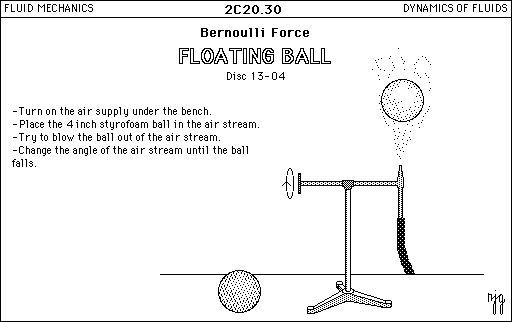 FLUID MECHANICS
2C20.30
DYNAMICS OF FLUIDS
Bernoulli Force
FLOATING BALL
Disc 13-04
-Turn on the air supply under the bench.
-Place the 4 inch styrofoam ball in the air stream.
-Try to blow the ball out of the air stream.
-Change the angle of the air stream until the ball
falls.